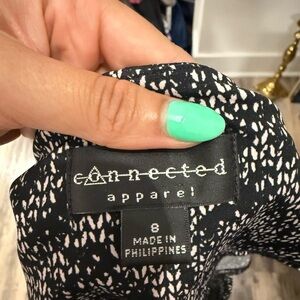 connected
apparel
8
MADE IN
PHILIPPINES